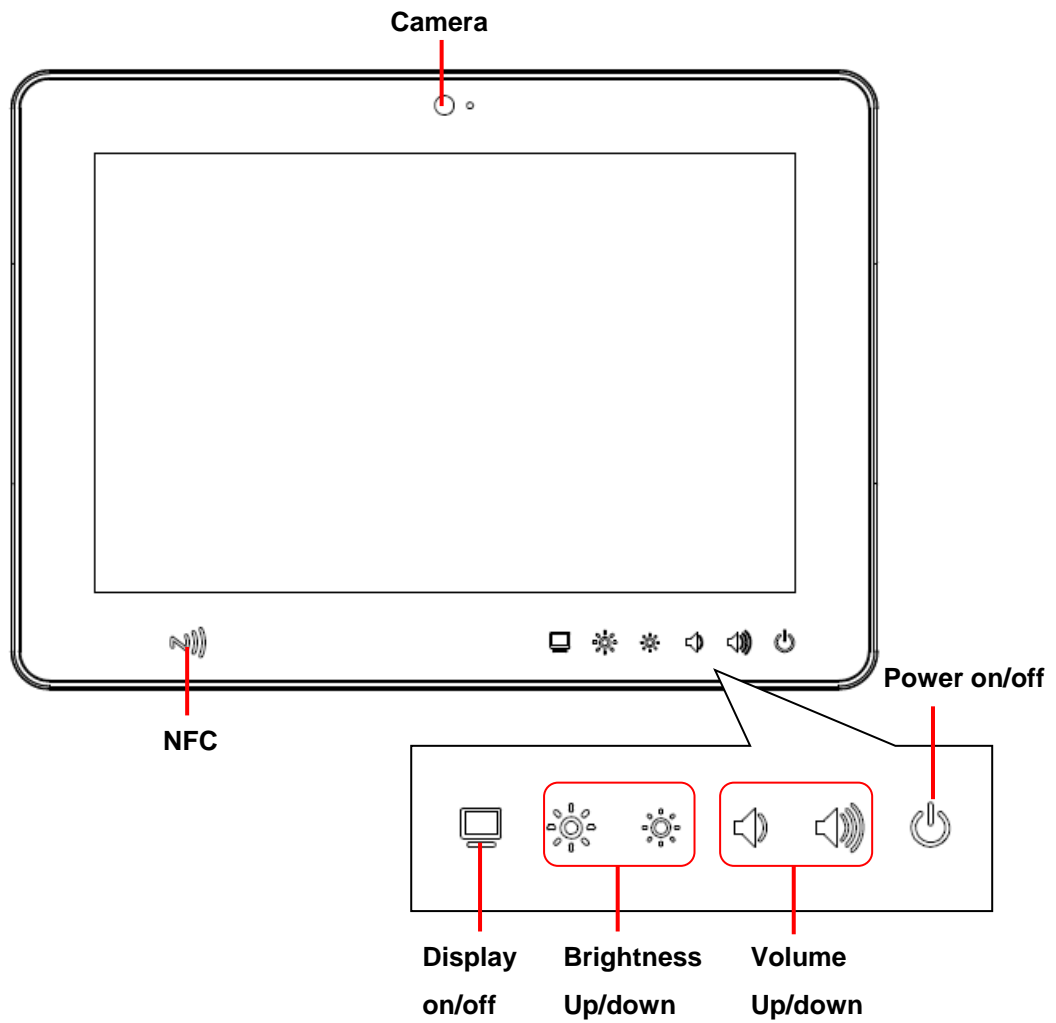 Camera
Power on/off
NFC
Display
on/off
Brightness
Up/down
Volume
Up/down